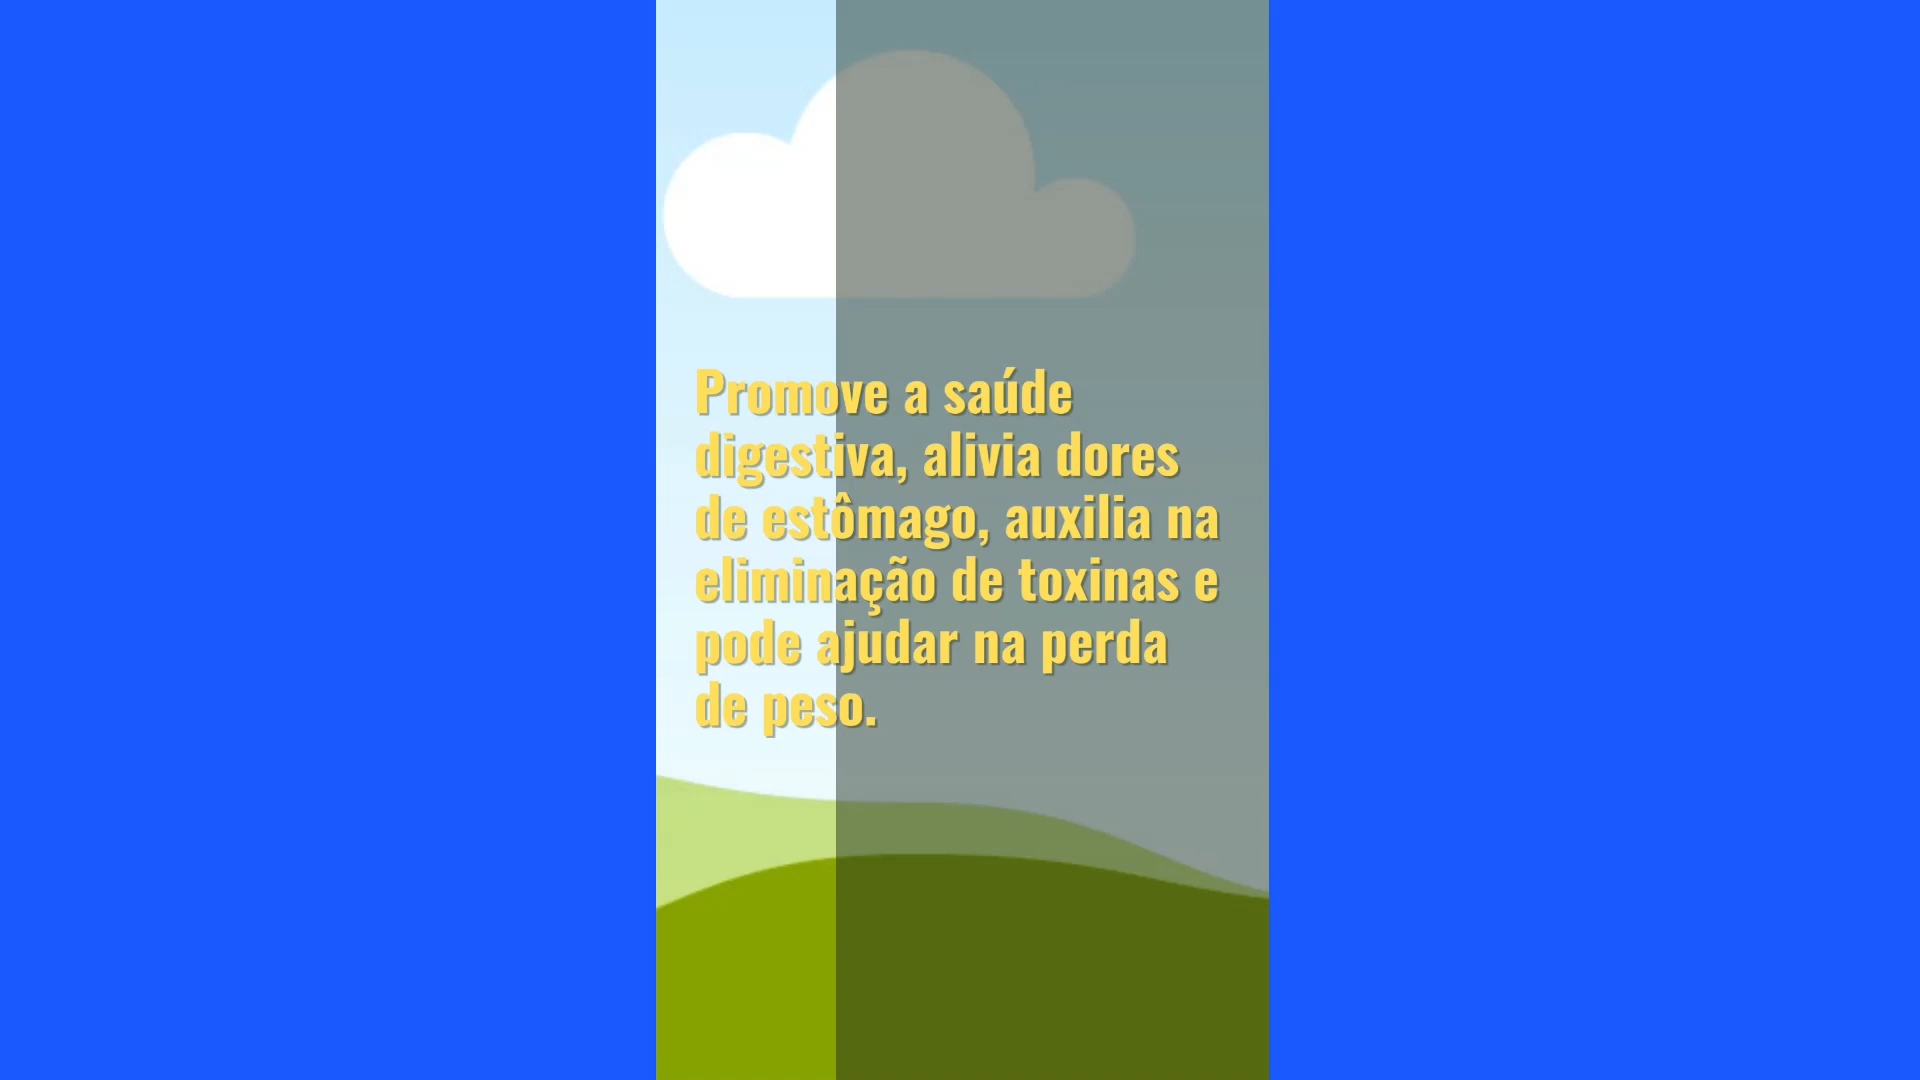 Promove a saúde
digestiva, alivia dores
de estômago, auxilia na
eliminação de toxinas e
pode ajudar na perda
de peso.